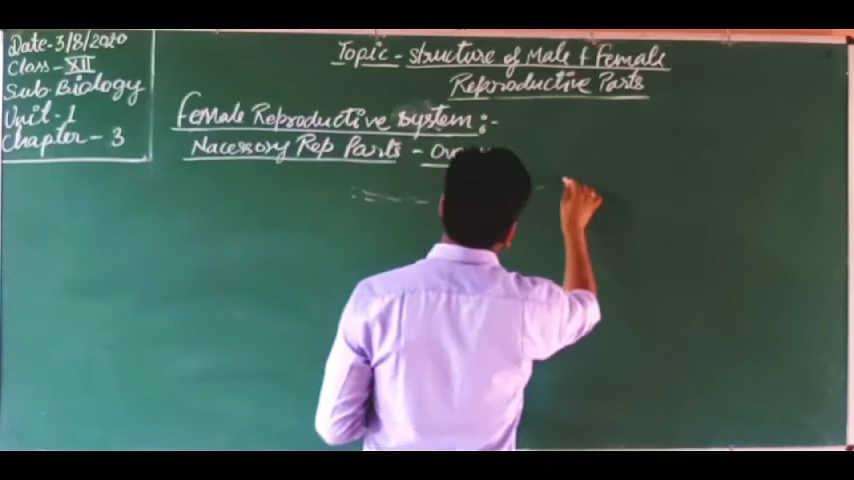 Date-3/8/2020
Class-XII
Sub-Biology
Unit-1
Chapter-3
Topic-Structure of Male & Female
Reproductive Parts
Female Reproductive System:-
Nacessory Rep Parts -